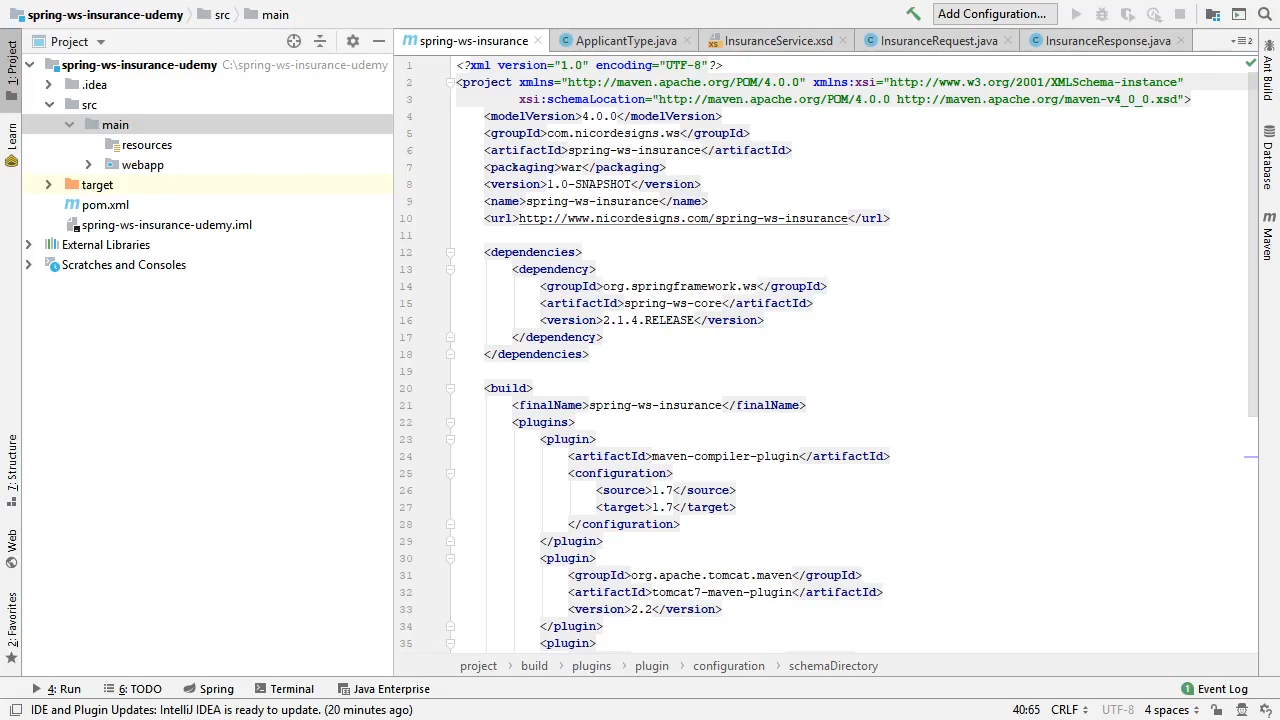 spring-ws-insurance-udemy
src
main
Add Configuration...
1: Project
Learn
7: Structure
Web
2: Favorites
Project
spring-ws-insurance-udemy C:\spring-ws-insurance-udemy
.idea
src
main
resources
webapp
target
pom.xml
spring-ws-insurance-udemy.iml
External Libraries
Scratches and Consoles
spring-ws-insurance
ApplicantType.java
InsuranceService.xsd
InsuranceRequest.java
InsuranceResponse.java
2
1 <?xml version="1.0" encoding="UTF-8"?>
2 <project xmlns="http://maven.apache.org/POM/4.0.0" xmlns:xsi="http://www.w3.org/2001/XMLSchema-instance"
3 xsi:schemaLocation="http://maven.apache.org/POM/4.0.0 http://maven.apache.org/maven-v4_0_0.xsd">
4 <modelVersion>4.0.0</modelVersion>
5 <groupId>com.nicordesigns.ws</groupId>
6 <artifactId>spring-ws-insurance</artifactId>
7 <packaging>war</packaging>
8 <version>1.0-SNAPSHOT</version>
9 <name>spring-ws-insurance</name>
10 <url>http://www.nicordesigns.com/spring-ws-insurance</url>
11
12 <dependencies>
13 <dependency>
14 <groupId>org.springframework.ws</groupId>
15 <artifactId>spring-ws-core</artifactId>
16 <version>2.1.4.RELEASE</version>
17 </dependency>
18 </dependencies>
19
20 <build>
21 <finalName>spring-ws-insurance</finalName>
22 <plugins>
23 <plugin>
24 <artifactId>maven-compiler-plugin</artifactId>
25 <configuration>
26 <source>1.7</source>
27 <target>1.7</target>
28 </configuration>
29 </plugin>
30 <plugin>
31 <groupId>org.apache.tomcat.maven</groupId>
32 <artifactId>tomcat7-maven-plugin</artifactId>
33 <version>2.2</version>
34 </plugin>
35 <plugin>
project › build › plugins › plugin › configuration › schemaDirectory
Ant Build
Database
Maven
4: Run
6: TODO
Spring
Terminal
Java Enterprise
1 Event Log
IDE and Plugin Updates: IntelliJ IDEA is ready to update. (20 minutes ago)
40:65 CRLF UTF-8 4 spaces